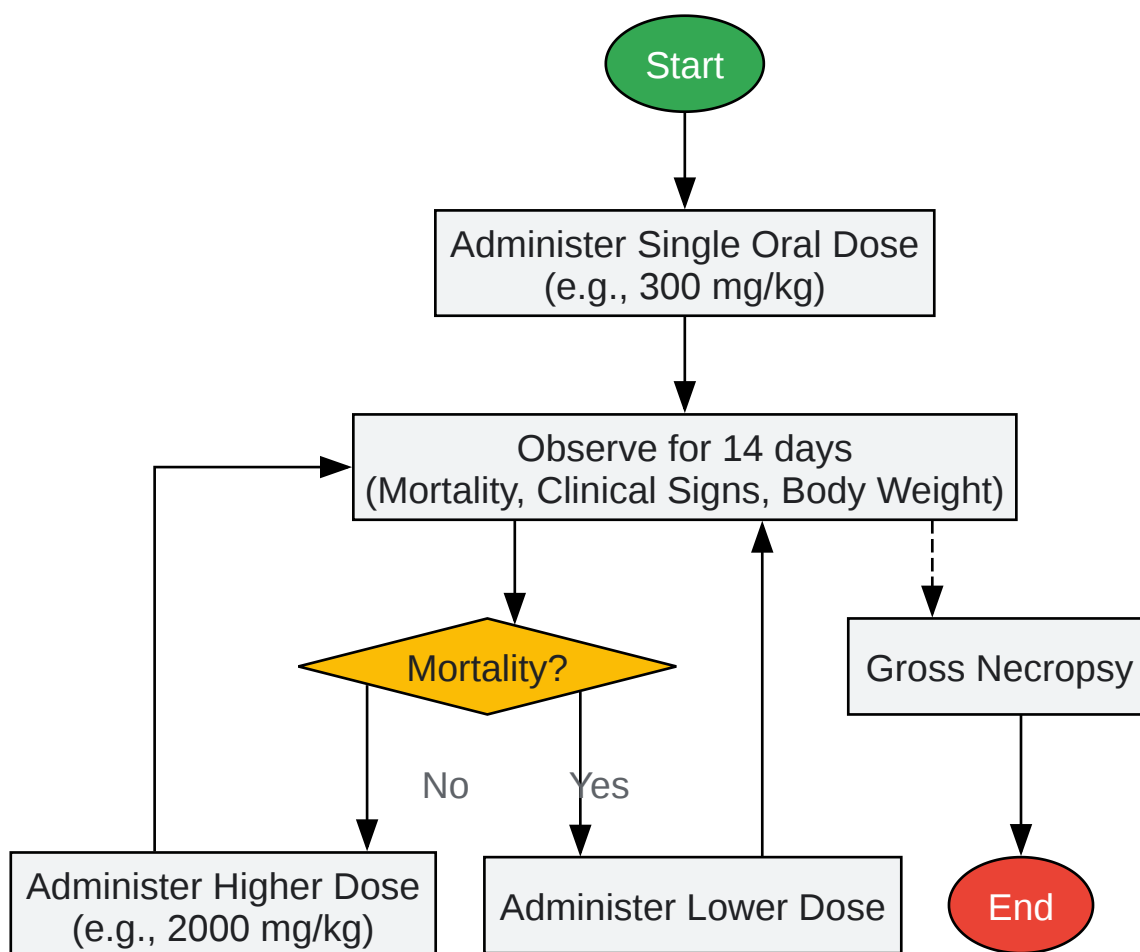 Start
Administer Single Oral Dose
(e.g., 300 mg/kg)
Observe for 14 days
(Mortality, Clinical Signs, Body Weight)
Mortality?
Gross Necropsy
No
Yes
Administer Higher Dose
(e.g., 2000 mg/kg)
Administer Lower Dose
End